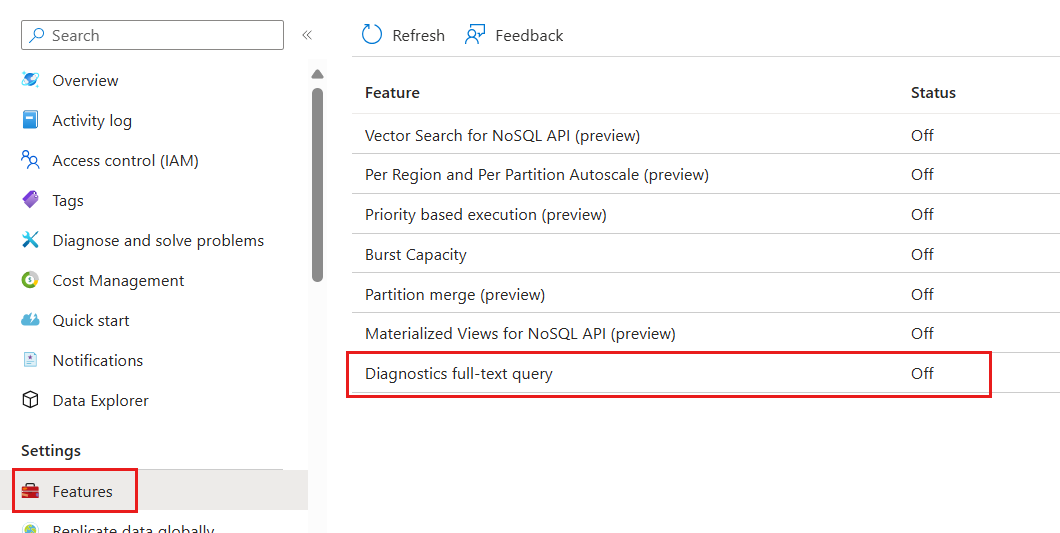 Search
«
Overview
Activity log
Access control (IAM)
Tags
Diagnose and solve problems
Cost Management
Quick start
Notifications
Data Explorer
Settings
Features
Replicate data globally
Refresh Feedback
Feature Status
Vector Search for NoSQL API (preview) Off
Per Region and Per Partition Autoscale (preview) Off
Priority based execution (preview) Off
Burst Capacity Off
Partition merge (preview) Off
Materialized Views for NoSQL API (preview) Off
Diagnostics full-text query Off